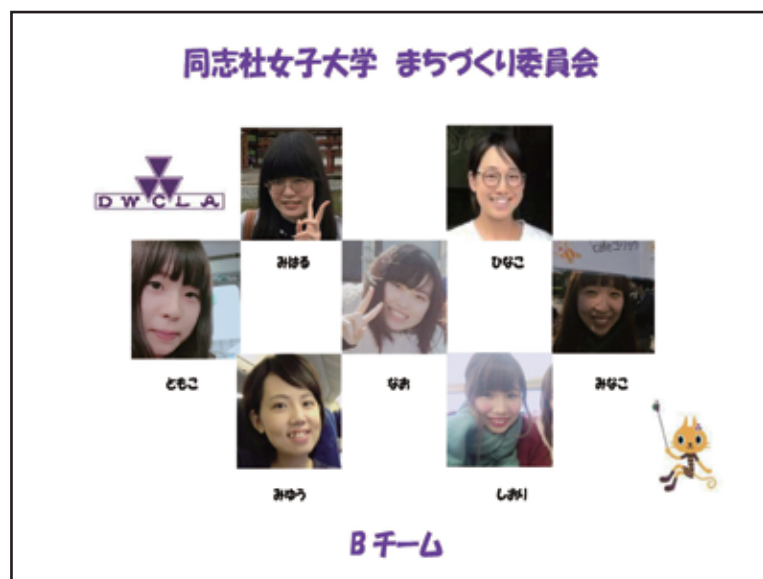 同志社女子大学 まちづくり委員会
DWCLA
みはる
ひなこ
ともこ
なお
みなこ
みゆう
しおり
B チーム